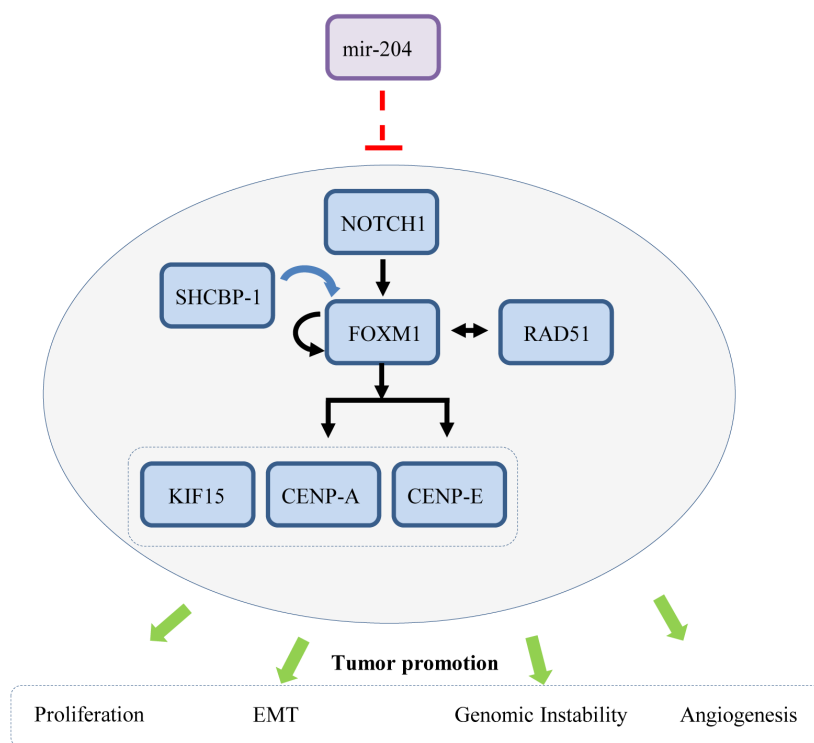 mir-204
NOTCH1
SHCBP-1
FOXM1
RAD51
KIF15
CENP-A
CENP-E
Tumor promotion
Proliferation
EMT
Genomic Instability
Angiogenesis